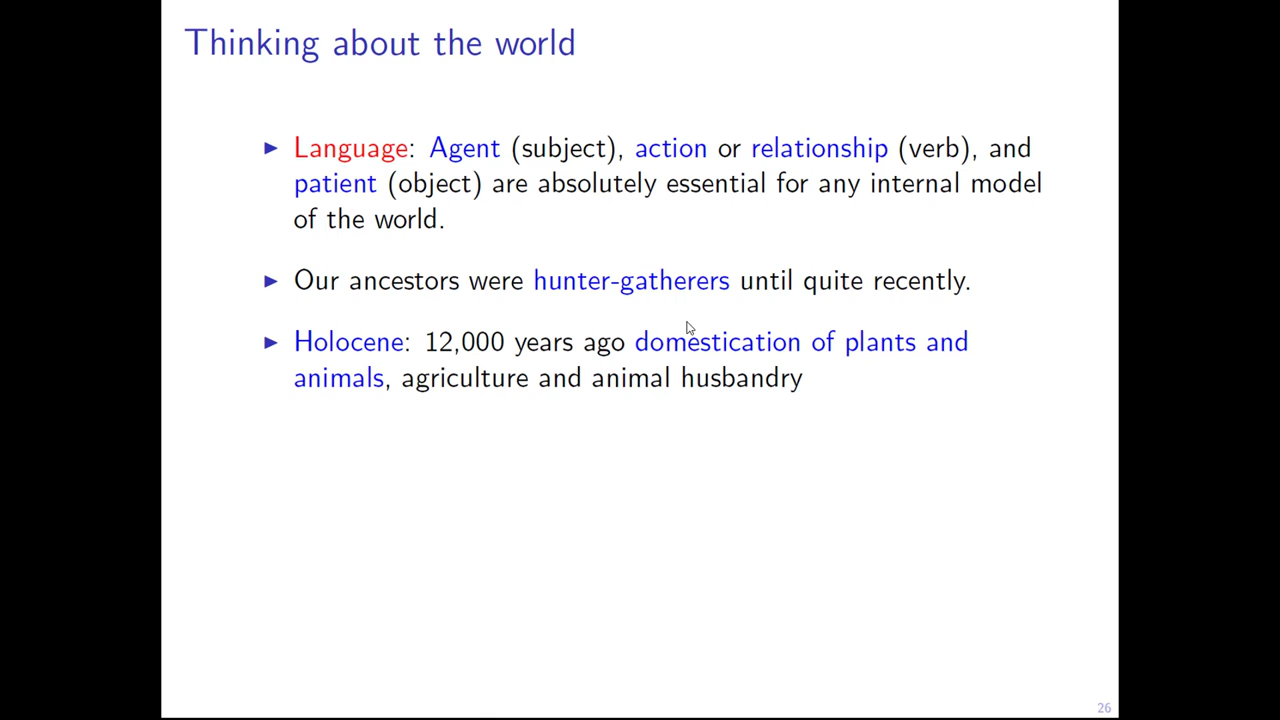 Thinking about the world
▶ Language: Agent (subject), action or relationship (verb), and
patient (object) are absolutely essential for any internal model
of the world.
▶ Our ancestors were hunter-gatherers until quite recently.
▶ Holocene: 12,000 years ago domestication of plants and
animals, agriculture and animal husbandry
26